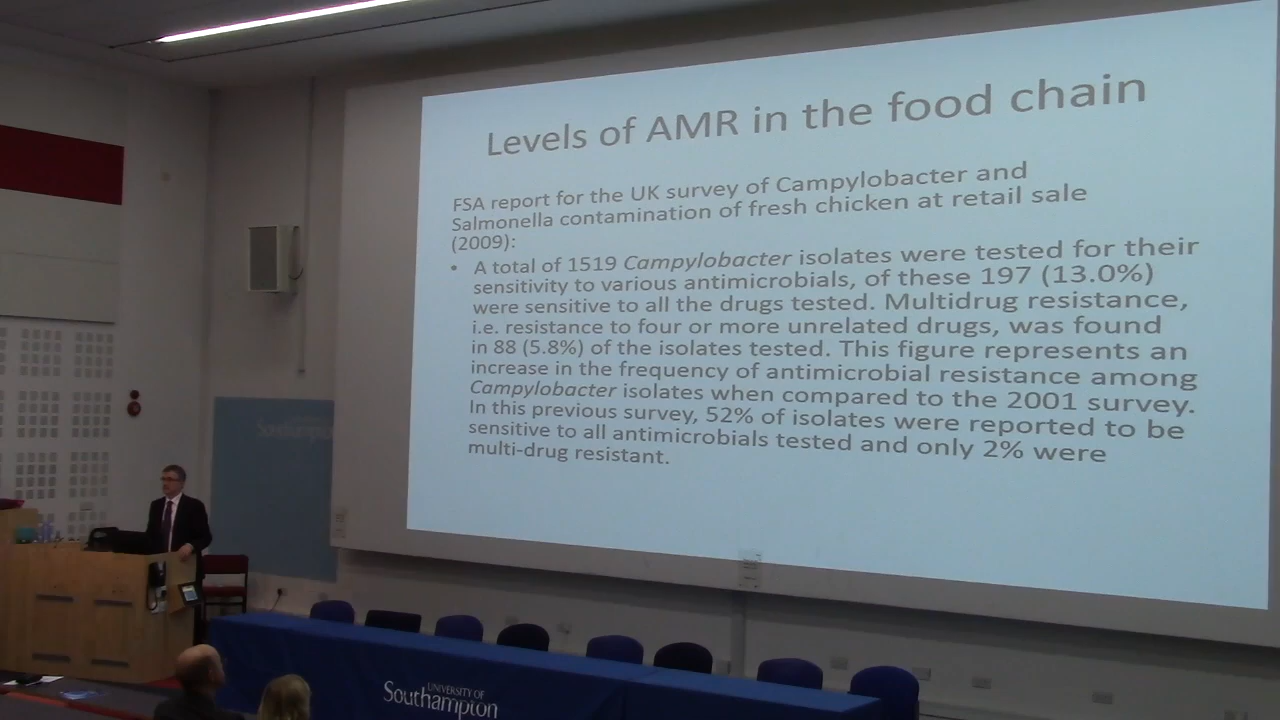 Levels of AMR in the food chain
FSA report for the UK survey of Campylobacter and
Salmonella contamination of fresh chicken at retail sale
(2009):
• A total of 1519 Campylobacter isolates were tested for their
sensitivity to various antimicrobials, of these 197 (13.0%)
were sensitive to all the drugs tested. Multidrug resistance,
i.e. resistance to four or more unrelated drugs, was found
in 88 (5.8%) of the isolates tested. This figure represents an
increase in the frequency of antimicrobial resistance among
Campylobacter isolates when compared to the 2001 survey.
In this previous survey, 52% of isolates were reported to be
sensitive to all antimicrobials tested and only 2% were
multi-drug resistant.
Southampton
UNIVERSITY OF
Southampton